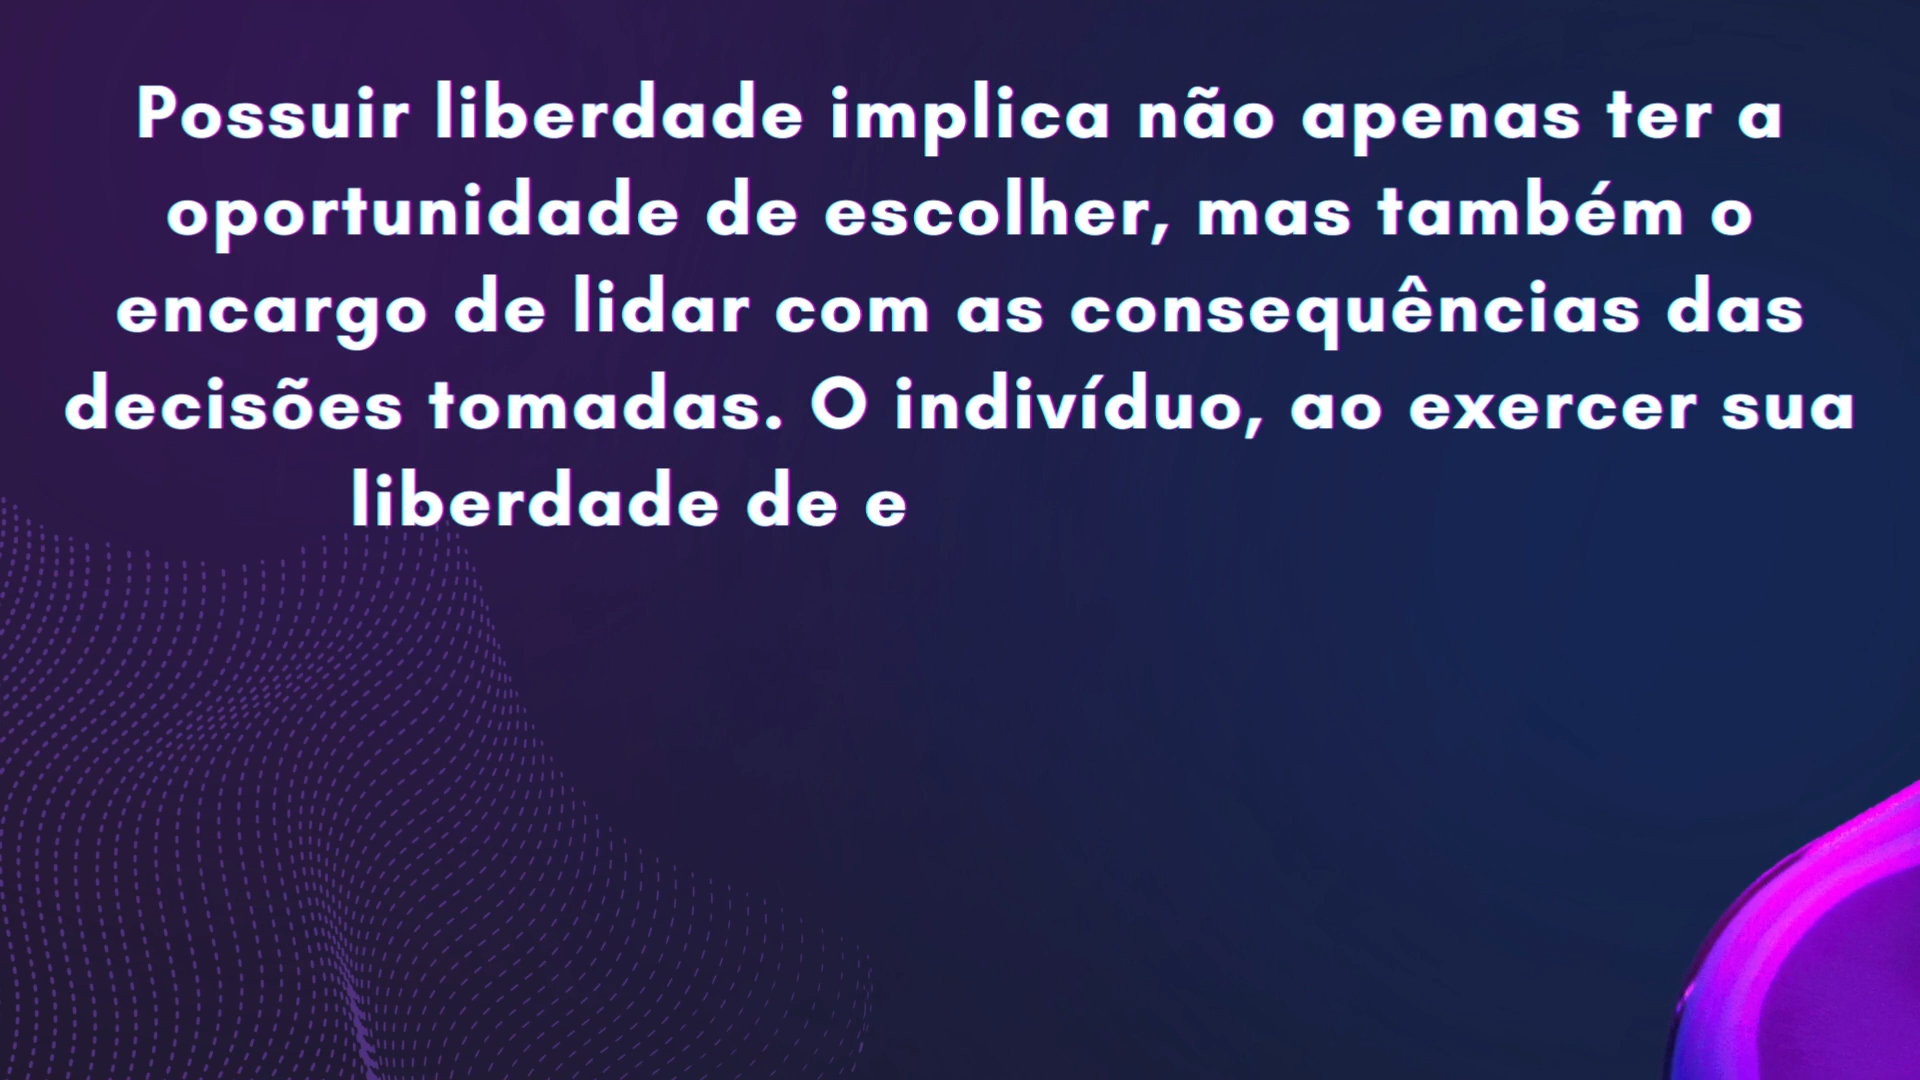 Possuir liberdade implica não apenas ter a
oportunidade de escolher, mas também o
encargo de lidar com as consequências das
decisões tomadas. O indivíduo, ao exercer sua
liberdade de e